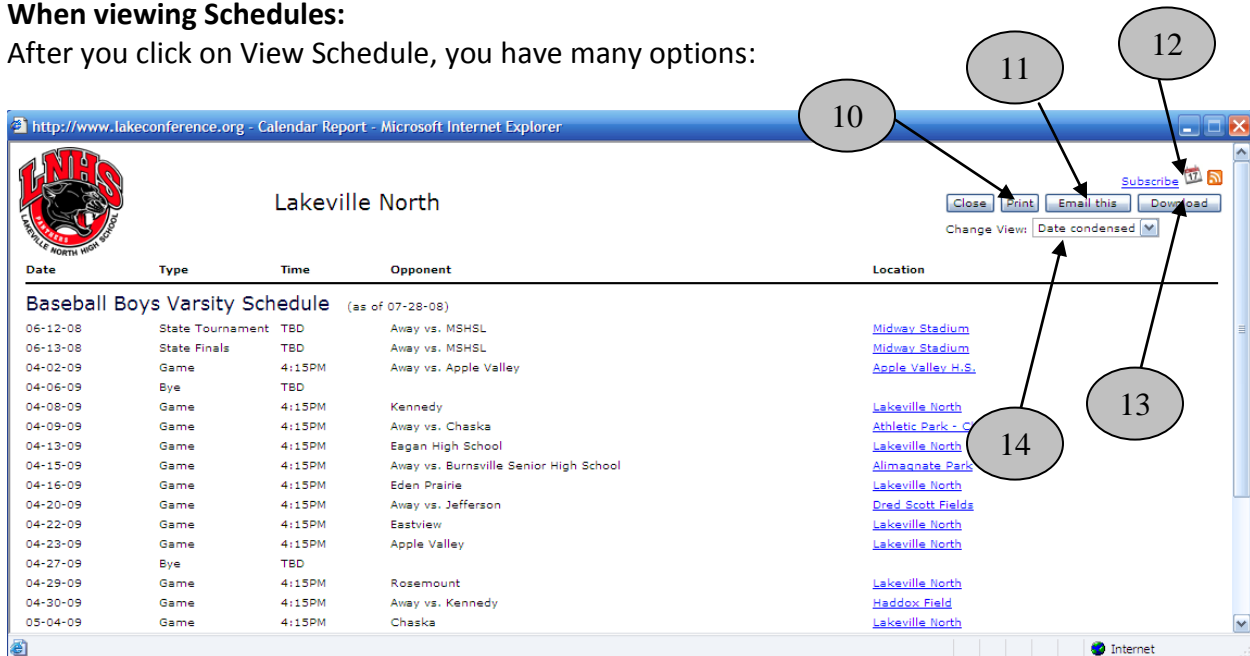 When viewing Schedules:
After you click on View Schedule, you have many options:
10
11
12
http://www.lakeconference.org - Calendar Report - Microsoft Internet Explorer
LNHS
PANTHERS
LAKEVILLE NORTH HIGH SCHOOL
Lakeville North
Subscribe 17
Close Print Email this Download
Change View: Date condensed
Date Type Time Opponent Location
Baseball Boys Varsity Schedule (as of 07-28-08)
06-12-08 State Tournament TBD Away vs. MSHSL Midway Stadium
06-13-08 State Finals TBD Away vs. MSHSL Midway Stadium
04-02-09 Game 4:15PM Away vs. Apple Valley Apple Valley H.S.
04-06-09 Bye TBD
04-08-09 Game 4:15PM Kennedy Lakeville North
04-09-09 Game 4:15PM Away vs. Chaska Athletic Park - C
04-13-09 Game 4:15PM Eagan High School Lakeville North
04-15-09 Game 4:15PM Away vs. Burnsville Senior High School Alimagnate Park
04-16-09 Game 4:15PM Eden Prairie Lakeville North
04-20-09 Game 4:15PM Away vs. Jefferson Dred Scott Fields
04-22-09 Game 4:15PM Eastview Lakeville North
04-23-09 Game 4:15PM Apple Valley Lakeville North
04-27-09 Bye TBD
04-29-09 Game 4:15PM Rosemount Lakeville North
04-30-09 Game 4:15PM Away vs. Kennedy Haddox Field
05-04-09 Game 4:15PM Chaska Lakeville North
13
14
Internet